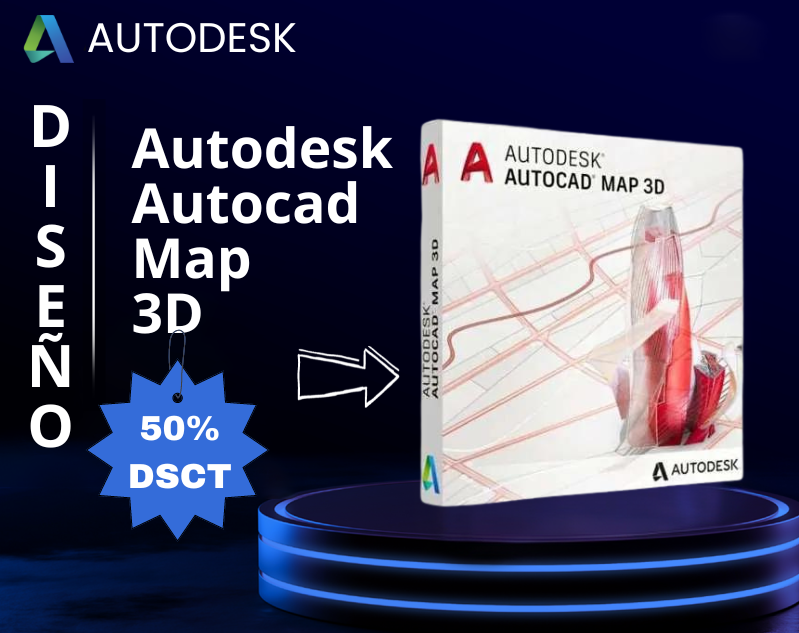 AUTODESK
DISEÑO
Autodesk
Autocad
Map
3D
50%
DSCT
AUTODESK®
AUTOCAD® MAP 3D
AUTODESK®
AUTOCAD® MAP 3D
AUTODESK